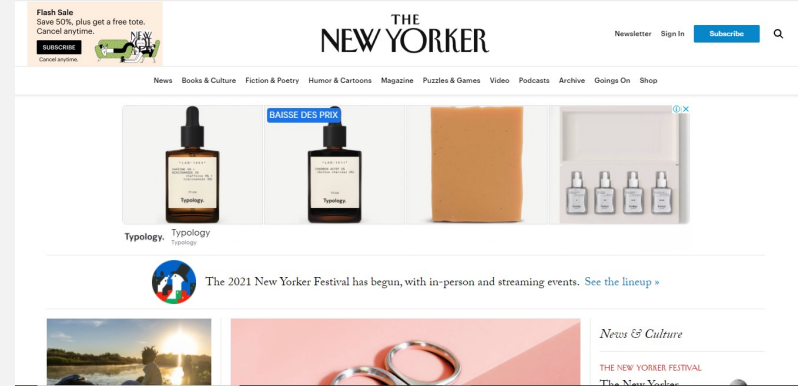 Flash Sale
Save 50%, plus get a free tote.
Cancel anytime.
SUBSCRIBE
Cancel anytime.
THE
NEW YORKER
Newsletter Sign In Subscribe
News Books & Culture Fiction & Poetry Humor & Cartoons Magazine Puzzles & Games Video Podcasts Archive Goings On Shop
BAISSE DES PRIX
Typology.
Typology.
Typology. Typology
Typology
The 2021 New Yorker Festival has begun, with in-person and streaming events. See the lineup »
News & Culture
THE NEW YORKER FESTIVAL
The New Yorker